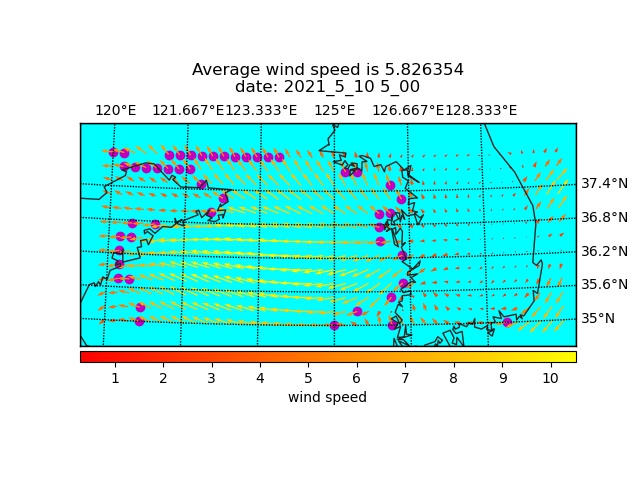 Average wind speed is 5.826354
date: 2021_5_10 5_00
120°E 121.667°E 123.333°E 125°E 126.667°E 128.333°E
37.4°N
36.8°N
36.2°N
35.6°N
35°N
1 2 3 4 5 6 7 8 9 10
wind speed